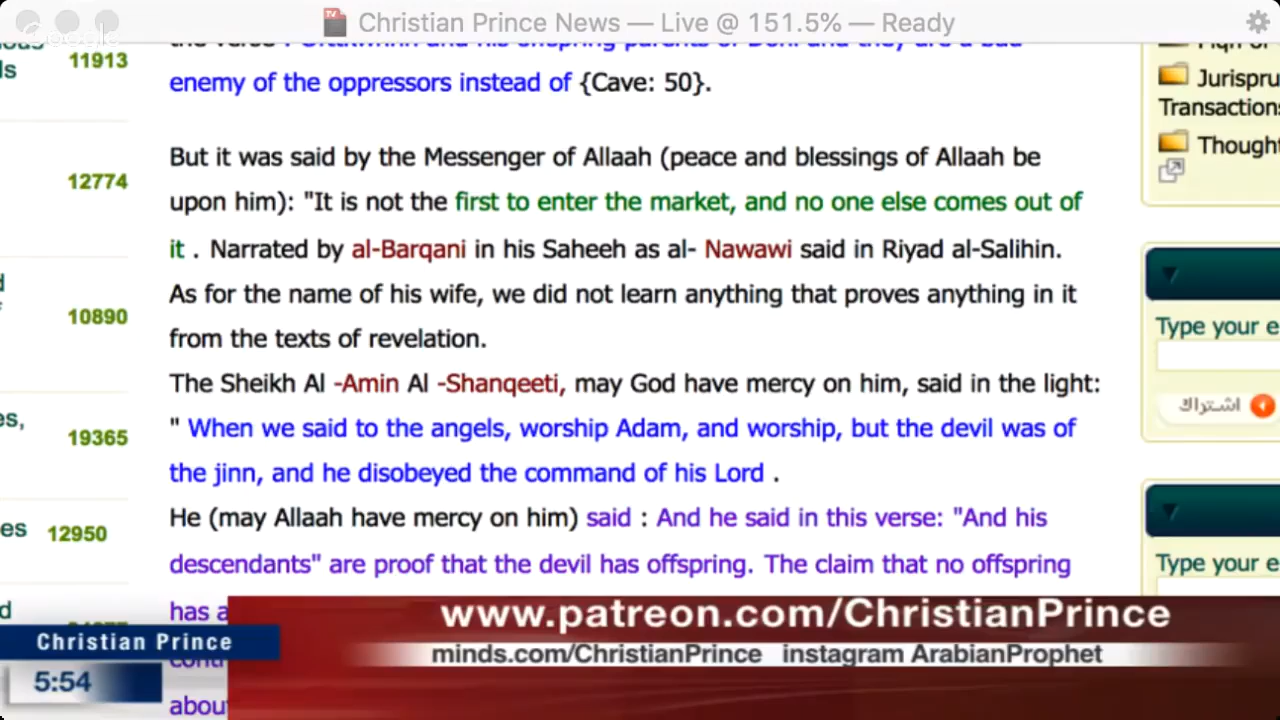 Christian Prince News — Live @ 151.5% — Ready
Google
ls
11913
enemy of the oppressors instead of {Cave: 50}.
Jurispru
Transactions
Thought
12774
But it was said by the Messenger of Allaah (peace and blessings of Allaah be
upon him): "It is not the first to enter the market, and no one else comes out of
it . Narrated by al-Barqani in his Saheeh as al- Nawawi said in Riyad al-Salihin.
10890
As for the name of his wife, we did not learn anything that proves anything in it
from the texts of revelation.
Type your e
اشتراك
es,
19365
The Sheikh Al -Amin Al -Shanqeeti, may God have mercy on him, said in the light:
" When we said to the angels, worship Adam, and worship, but the devil was of
the jinn, and he disobeyed the command of his Lord .
es
12950
He (may Allaah have mercy on him) said : And he said in this verse: "And his
descendants" are proof that the devil has offspring. The claim that no offspring
Type your e
d
has a
about
www.patreon.com/ChristianPrince
minds.com/ChristianPrince instagram ArabianProphet
Christian Prince
5:54